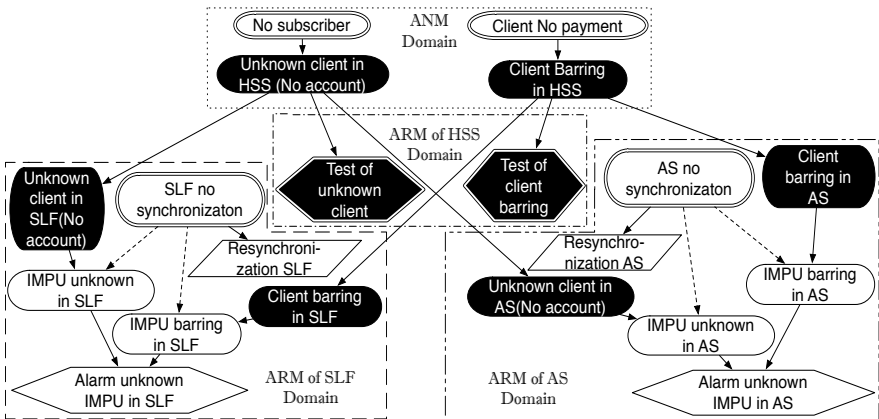 No subscriber
ANM
Domain
Client No payment
Unknown client in
HSS (No account)
Client Barring
in HSS
ARM of HSS
Domain
Test of
unknown
client
Test of
client
barring
Unknown
client in
SLF(No
account)
SLF no
synchronizaton
AS no
synchronizaton
Client
barring in
AS
Resynchroni-
zation SLF
Resynchro-
nization AS
IMPU unknown
in SLF
IMPU barring
in AS
Client barring
in SLF
Unknown client in
AS(No account)
IMPU barring
in SLF
IMPU unknown
in AS
Alarm unknown
IMPU in SLF
ARM of SLF
Domain
ARM of AS
Domain
Alarm unknown
IMPU in AS